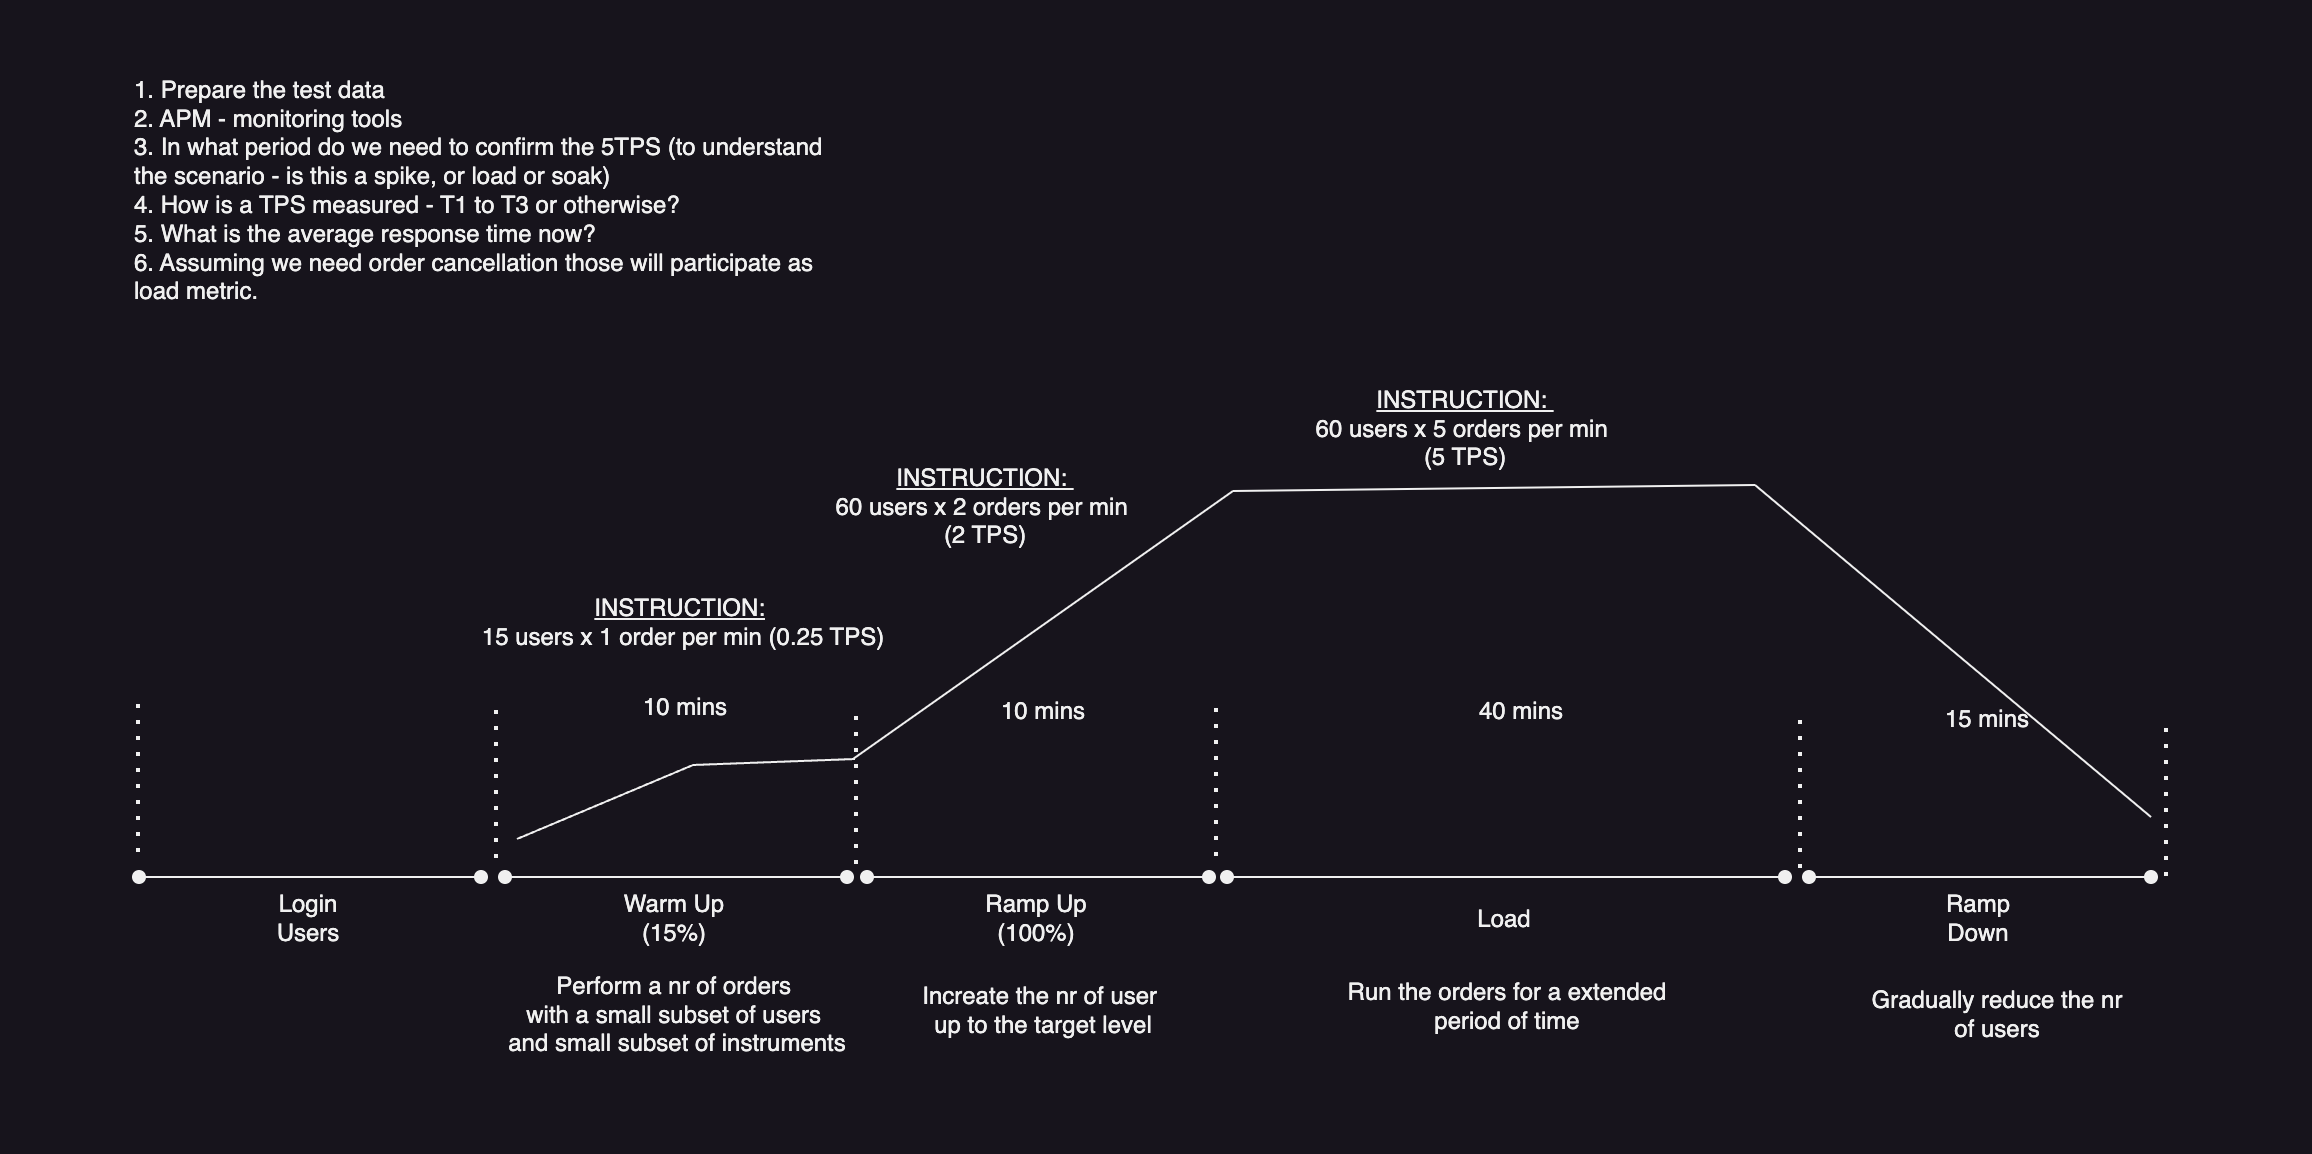 1. Prepare the test data
2. APM - monitoring tools
3. In what period do we need to confirm the 5TPS (to understand
the scenario - is this a spike, or load or soak)
4. How is a TPS measured - T1 to T3 or otherwise?
5. What is the average response time now?
6. Assuming we need order cancellation those will participate as
load metric.
INSTRUCTION:
60 users x 5 orders per min
(5 TPS)
INSTRUCTION:
60 users x 2 orders per min
(2 TPS)
INSTRUCTION:
15 users x 1 order per min (0.25 TPS)
10 mins
10 mins
40 mins
15 mins
Login
Users
Warm Up
(15%)
Ramp Up
(100%)
Load
Ramp
Down
Perform a nr of orders
with a small subset of users
and small subset of instruments
Increate the nr of user
up to the target level
Run the orders for a extended
period of time
Gradually reduce the nr
of users